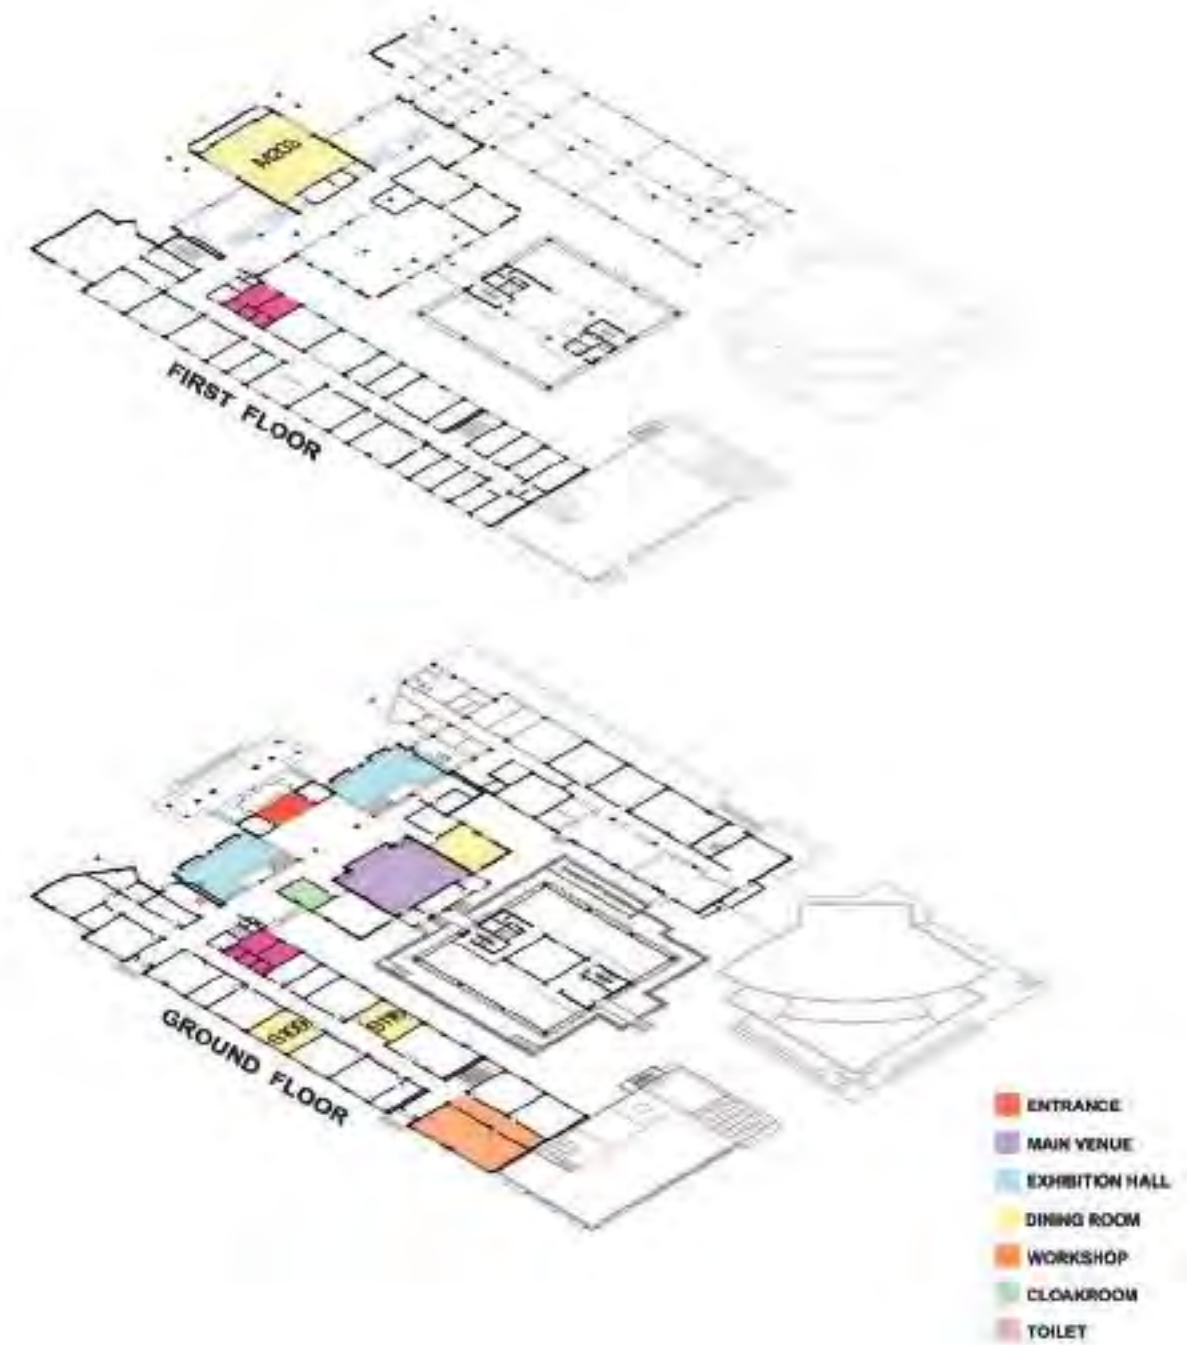 FIRST FLOOR
GROUND FLOOR
ENTRANCE
MAIN VENUE
EXHIBITION HALL
DINING ROOM
WORKSHOP
CLOAKROOM
TOILET